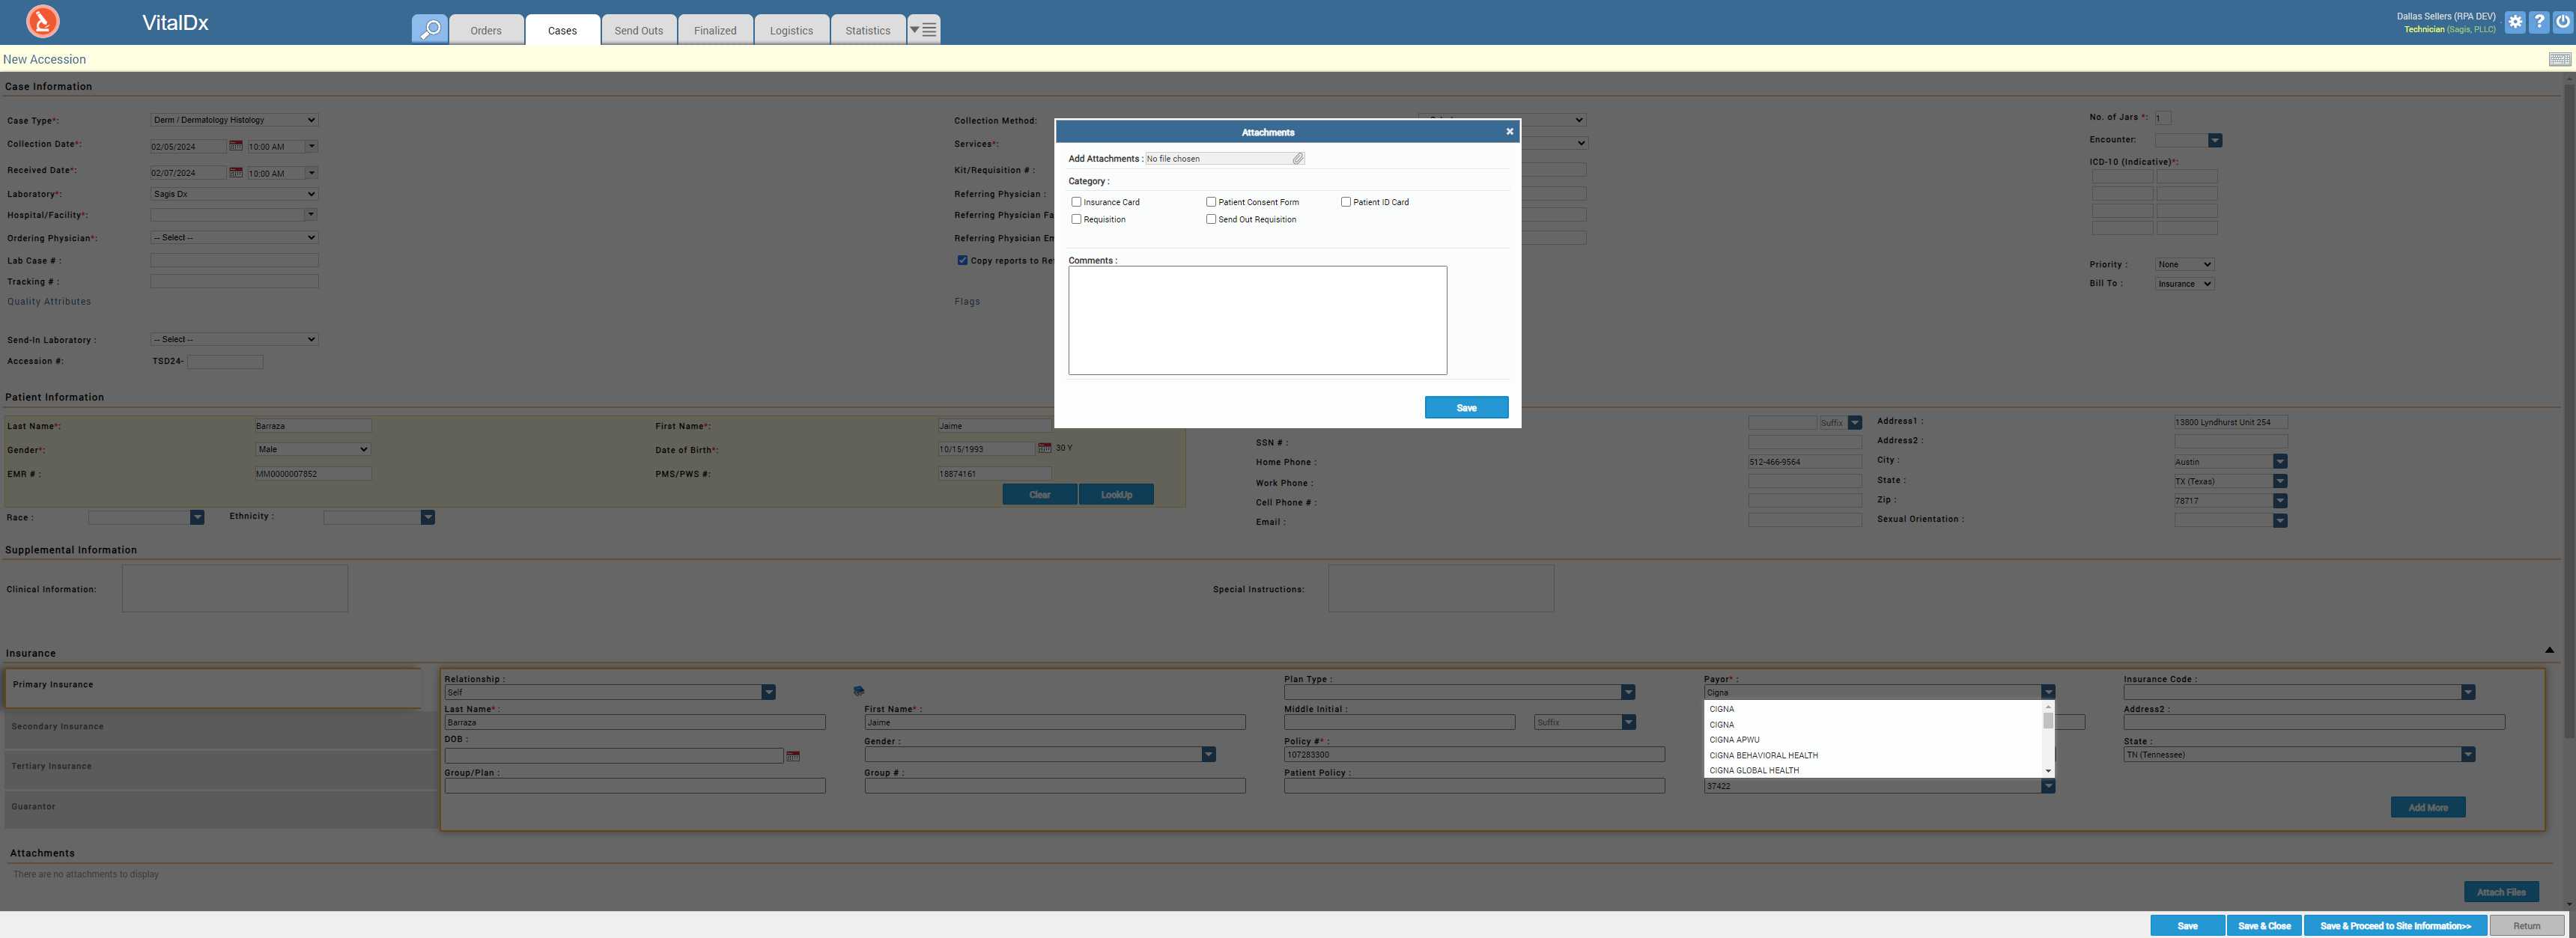 VitalDx
Orders
Cases
Send Outs
Finalized
Logistics
Statistics
Dallas Sellers (RPA DEV)
Technician (Sagis, PLLC)
New Accession
Case Information
Case Type*: Derm / Dermatology Histology
Collection Date*: 02/05/2024 10:00 AM
Received Date*: 02/07/2024 10:00 AM
Laboratory*: Sagis Dx
Hospital/Facility*:
Ordering Physician*: -- Select --
Lab Case # :
Tracking # :
Quality Attributes
Send-In Laboratory : -- Select --
Accession #: TSD24-
Collection Method:
Services*:
Kit/Requisition # :
Referring Physician :
Referring Physician Fa
Referring Physician Em
Copy reports to Re
Flags
No. of Jars *: 1
Encounter:
ICD-10 (Indicative)*:
Priority : None
Bill To : Insurance
Attachments
Add Attachments : No file chosen
Category :
Insurance Card
Patient Consent Form
Patient ID Card
Requisition
Send Out Requisition
Comments :
Save
Patient Information
Last Name*: Barraza
First Name*: Jaime
Gender*: Male
Date of Birth*: 10/15/1993 30 Y
EMR # : MM0000007852
PMS/PWS #: 18874161
Clear
LookUp
Race :
Ethnicity :
Suffix
SSN # :
Home Phone : 512-466-9564
Work Phone :
Cell Phone # :
Email :
Address1 : 13800 Lyndhurst Unit 254
Address2 :
City : Austin
State : TX (Texas)
Zip : 78717
Sexual Orientation :
Supplemental Information
Clinical Information:
Special Instructions:
Insurance
Primary Insurance
Secondary Insurance
Tertiary Insurance
Guarantor
Relationship :
Self
Plan Type :
Payor* :
Cigna
Insurance Code :
Last Name* :
Barraza
First Name* :
Jaime
Middle Initial :
Suffix
CIGNA
CIGNA
CIGNA APWU
CIGNA BEHAVIORAL HEALTH
CIGNA GLOBAL HEALTH
Address2 :
DOB :
Gender :
Policy #* :
107283300
State :
TN (Tennessee)
Group/Plan :
Group # :
Patient Policy :
37422
Add More
Attachments
There are no attachments to display
Attach Files
Save
Save & Close
Save & Proceed to Site Information>>
Return